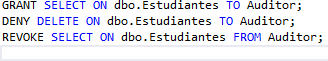 GRANT SELECT ON dbo.Estudiantes TO Auditor;
DENY DELETE ON dbo.Estudiantes TO Auditor;
REVOKE SELECT ON dbo.Estudiantes FROM Auditor;